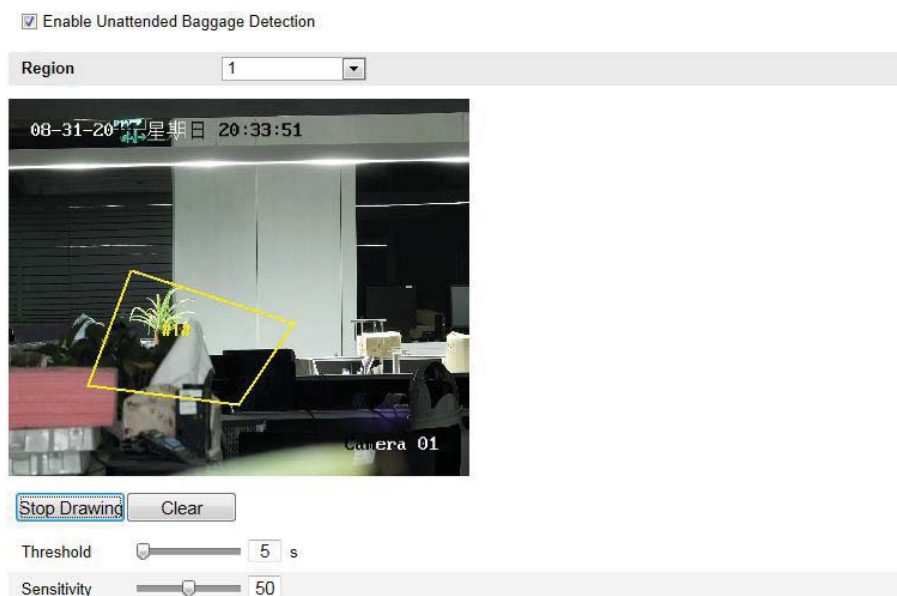 Enable Unattended Baggage Detection
Region 1
08-31-20 星期日 20:33:51
#1#
Camera 01
Stop Drawing Clear
Threshold 5 s
Sensitivity 50